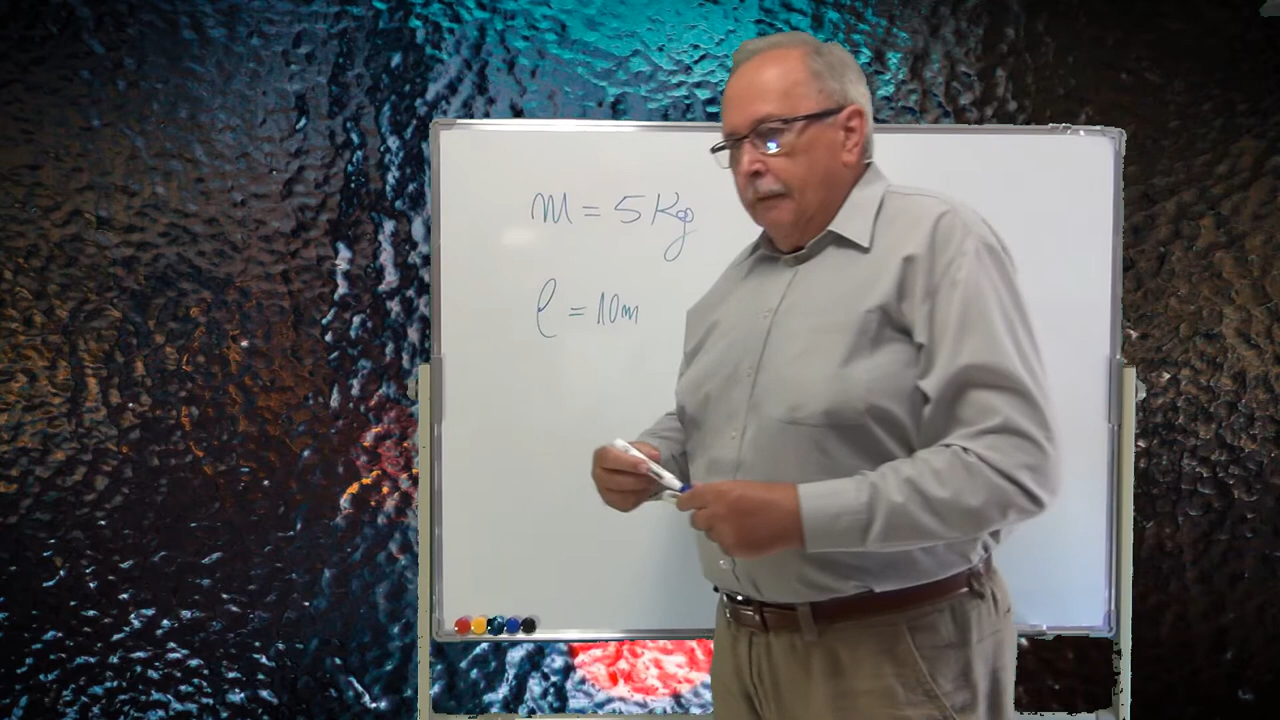 m = 5 Kg
l = 10m